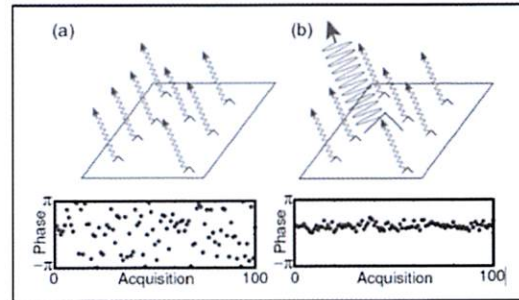 (a)
(b)
π
Phase
-π
0
Acquisition
100
π
Phase
-π
0
Acquisition
100